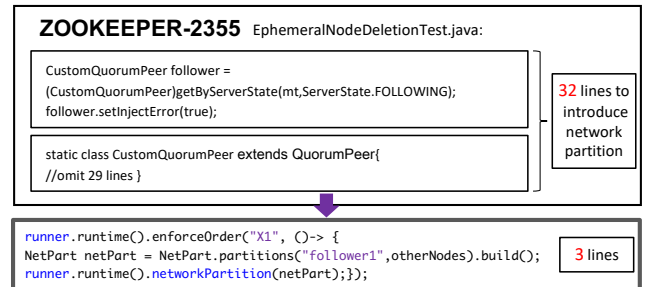 ZOOKEEPER-2355 EphemeralNodeDeletionTest.java:
CustomQuorumPeer follower =
(CustomQuorumPeer)getByServerState(mt,ServerState.FOLLOWING);
follower.setInjectError(true);
static class CustomQuorumPeer extends QuorumPeer{
//omit 29 lines }
32 lines to
introduce
network
partition
runner.runtime().enforceOrder("X1", ()-> {
NetPart netPart = NetPart.partitions("follower1",otherNodes).build();
runner.runtime().networkPartition(netPart);});
3 lines